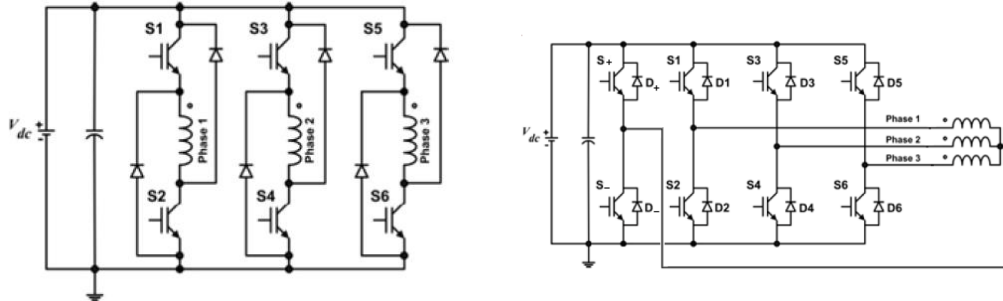 S1
S3
S5
V dc
+
-
Phase 1
Phase 2
Phase 3
S2
S4
S6
S+
D+
S1
D1
S3
D3
S5
D5
V dc
+
-
Phase 1
Phase 2
Phase 3
S-
D-
S2
D2
S4
D4
S6
D6